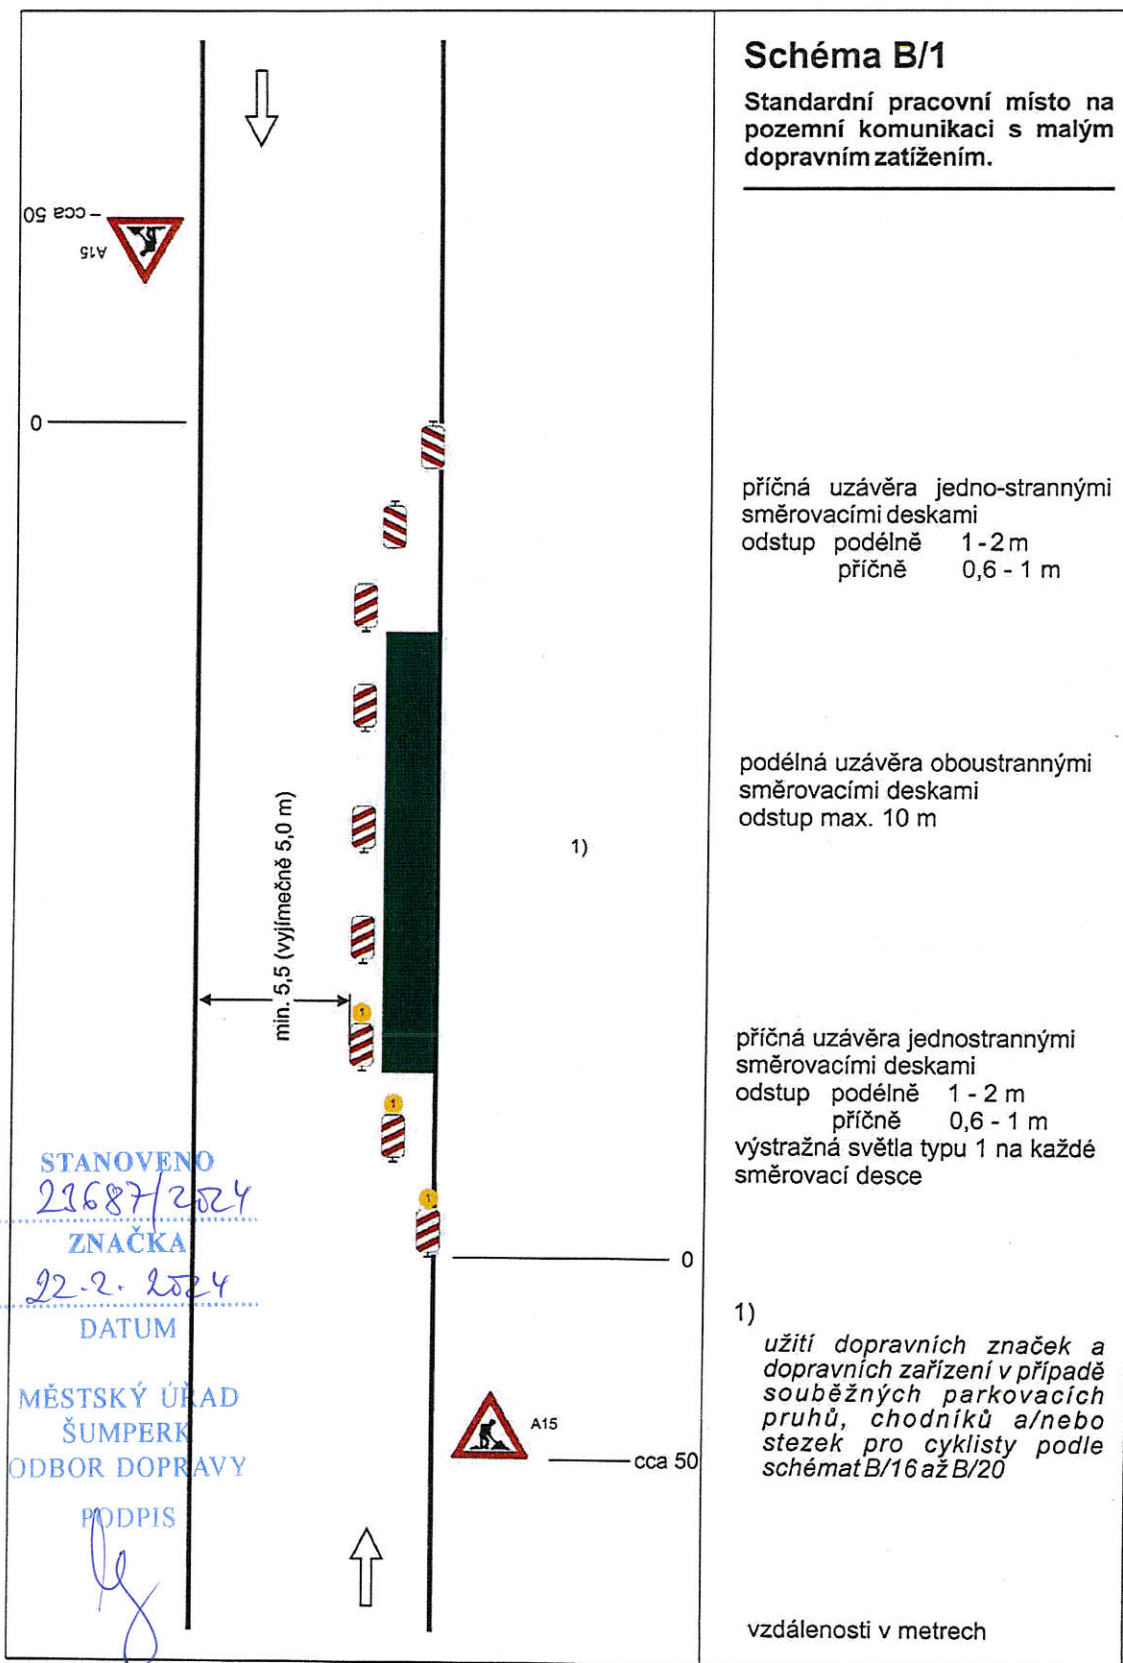 Schéma B/1
Standardní pracovní místo na
pozemní komunikaci s malým
dopravním zatížením.
cca 50
A15
0
příčná uzávěra jedno-strannými
směrovacími deskami
odstup podélně 1-2 m
příčně 0,6 - 1 m
podélná uzávěra oboustrannými
směrovacími deskami
odstup max. 10 m
min. 5,5 (vyjímečně 5,0 m)
1)
1
1
1
příčná uzávěra jednostrannými
směrovacími deskami
odstup podélně 1 - 2 m
příčně 0,6 - 1 m
výstražná světla typu 1 na každé
směrovací desce
0
STANOVENO
23687/2024
ZNAČKA
22.2. 2024
DATUM
MĚSTSKÝ ÚŘAD
ŠUMPERK
ODBOR DOPRAVY
PODPIS
A15
cca 50
1)
užití dopravních značek a
dopravních zařízení v případě
souběžných parkovacích
pruhů, chodníků a/nebo
stezek pro cyklisty podle
schémat B/16 až B/20
vzdálenosti v metrech